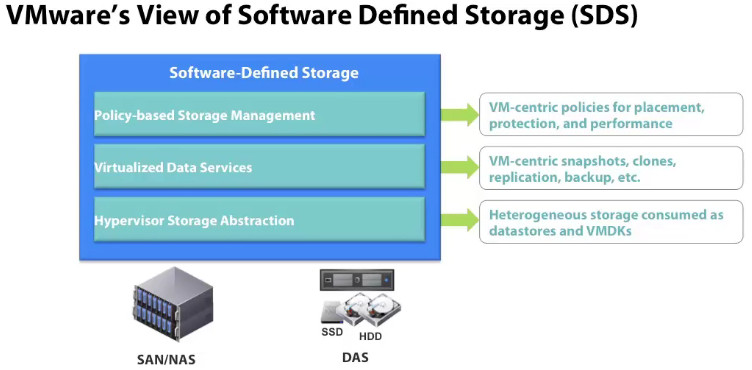 VMware's View of Software Defined Storage (SDS)
Software-Defined Storage
Policy-based Storage Management
VM-centric policies for placement,
protection, and performance
Virtualized Data Services
VM-centric snapshots, clones,
replication, backup, etc.
Hypervisor Storage Abstraction
Heterogeneous storage consumed as
datastores and VMDKs
SSD
HDD
SAN/NAS
DAS